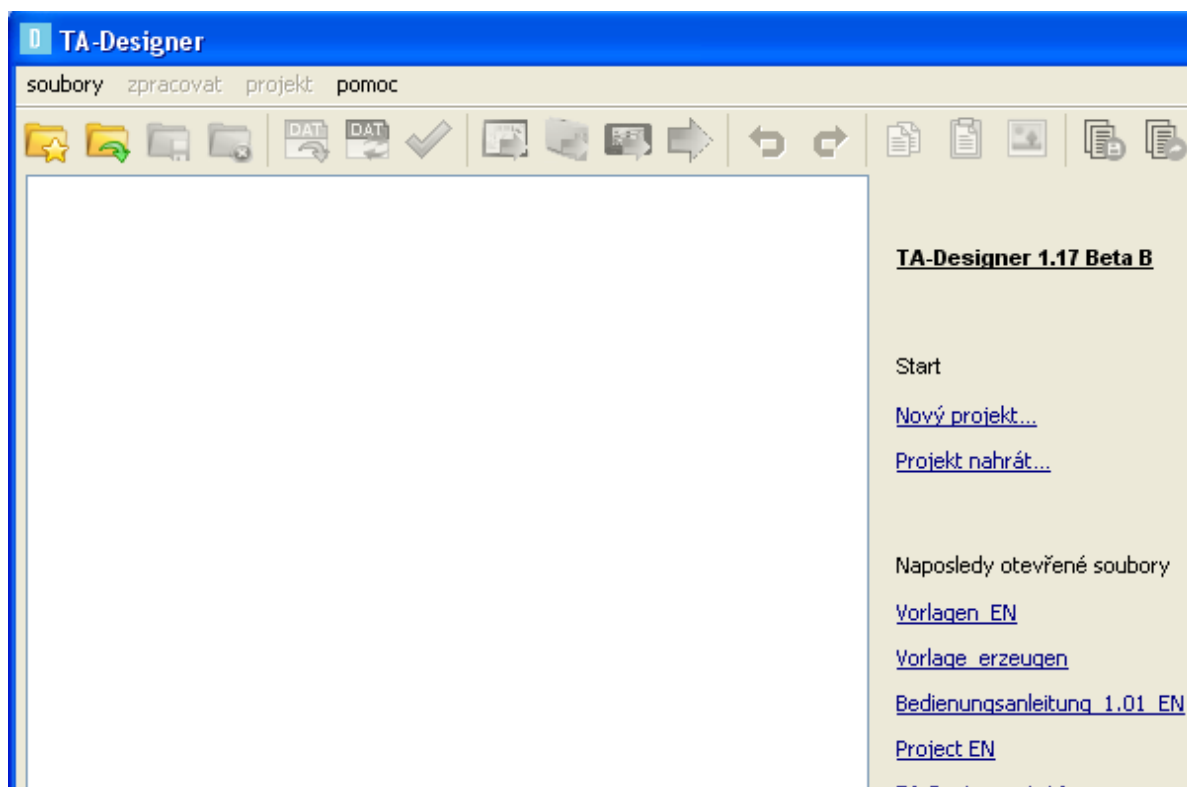 TA-Designer
soubory zpracovat projekt pomoc
DAT DAT
TA-Designer 1.17 Beta B
Start
Nový projekt...
Projekt nahrát...
Naposledy otevřené soubory
Vorlagen_EN
Vorlage_erzeugen
Bedienungsanleitung_1.01_EN
Project EN